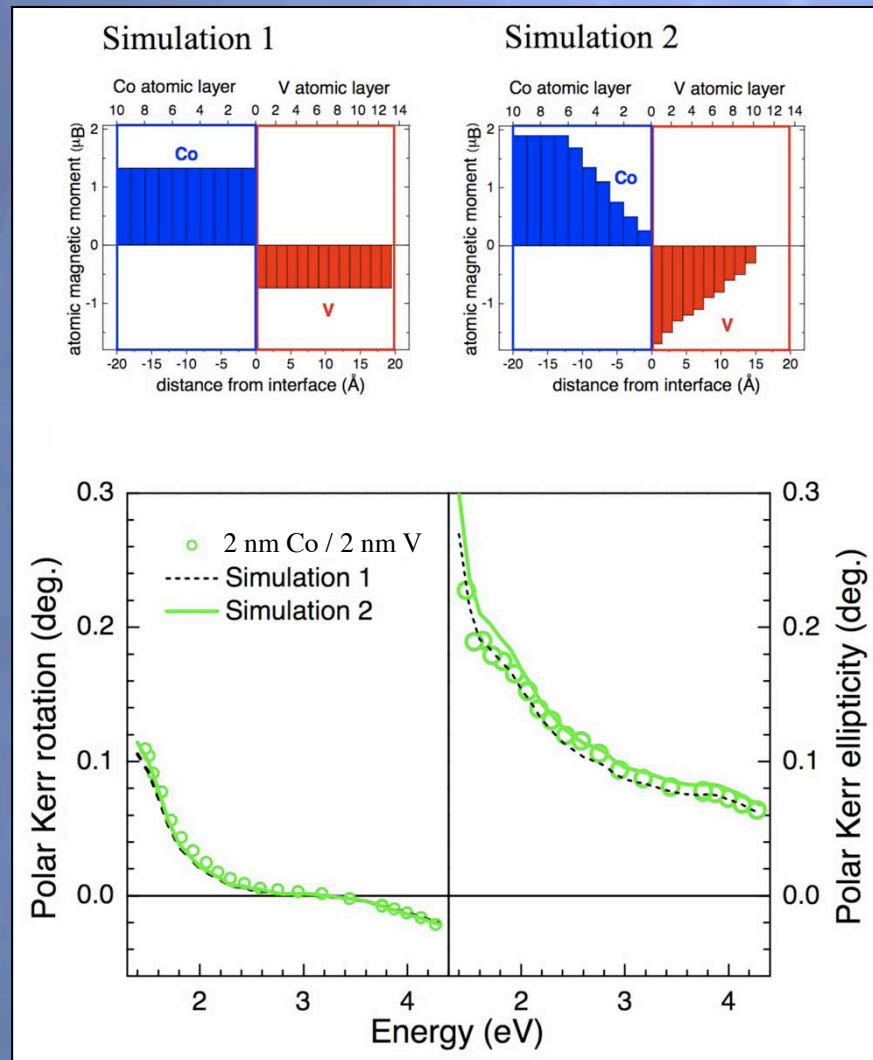 Simulation 1
Simulation 2
Co atomic layer V atomic layer
10 8 6 4 2 0 2 4 6 8 10 12 14
atomic magnetic moment (μB)
2
1
0
-1
Co
V
-20 -15 -10 -5 0 5 10 15 20
distance from interface (Å)
Co atomic layer V atomic layer
10 8 6 4 2 0 2 4 6 8 10 12 14
atomic magnetic moment (μB)
2
1
0
-1
Co
V
-20 -15 -10 -5 0 5 10 15 20
distance from interface (Å)
Polar Kerr rotation (deg.)
0.3
0.2
0.1
0.0
2 nm Co / 2 nm V
Simulation 1
Simulation 2
0.3
0.2
0.1
0.0
Polar Kerr ellipticity (deg.)
2 3 4 2 3 4
Energy (eV)